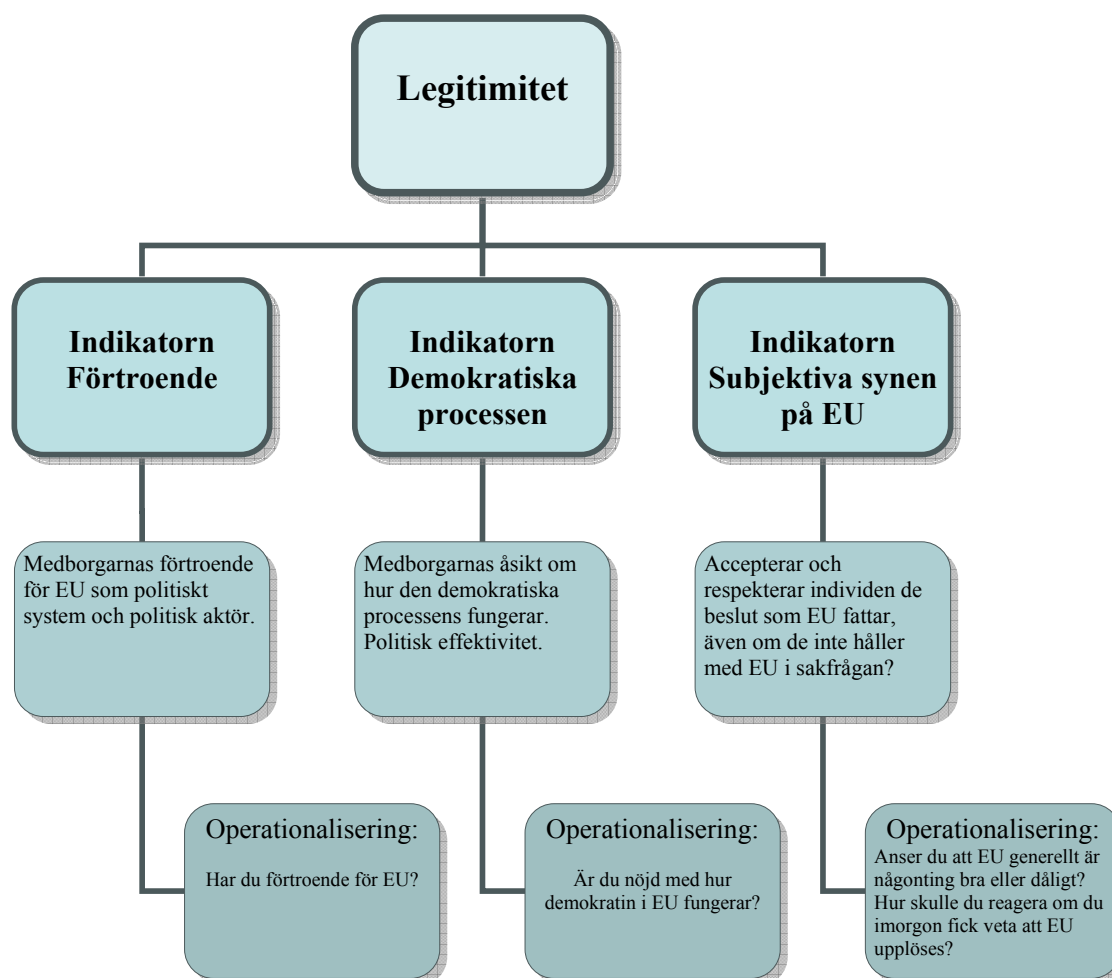 Legitimitet
Indikatorn
Förtroende
Indikatorn
Demokratiska
processen
Indikatorn
Subjektiva synen
på EU
Medborgarnas förtroende
för EU som politiskt
system och politisk aktör.
Medborgarnas åsikt om
hur den demokratiska
processens fungerar.
Politisk effektivitet.
Accepterar och
respekterar individen de
beslut som EU fattar,
även om de inte håller
med EU i sakfrågan?
Operationalisering:
Har du förtroende för EU?
Operationalisering:
Är du nöjd med hur
demokratin i EU fungerar?
Operationalisering:
Anser du att EU generellt är
någonting bra eller dåligt?
Hur skulle du reagera om du
imorgon fick veta att EU
upplöses?